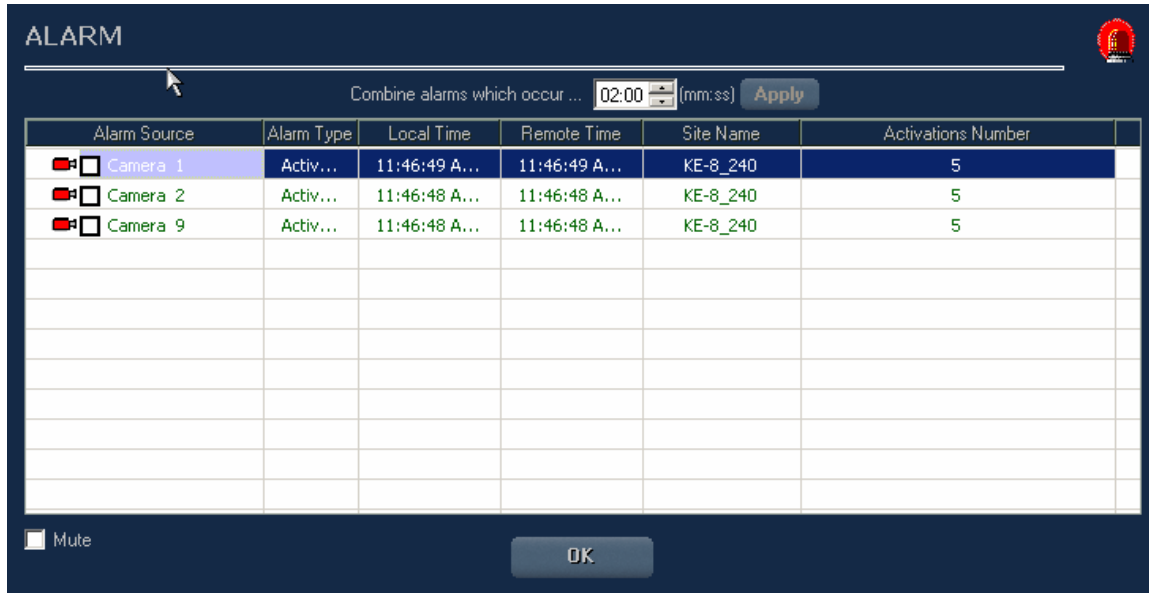 ALARM
Combine alarms which occur ... 02:00 (mm:ss) Apply
Alarm Source Alarm Type Local Time Remote Time Site Name Activations Number
Camera 1 Activ... 11:46:49 A... 11:46:49 A... KE-8_240 5
Camera 2 Activ... 11:46:48 A... 11:46:48 A... KE-8_240 5
Camera 9 Activ... 11:46:48 A... 11:46:48 A... KE-8_240 5
Mute
OK